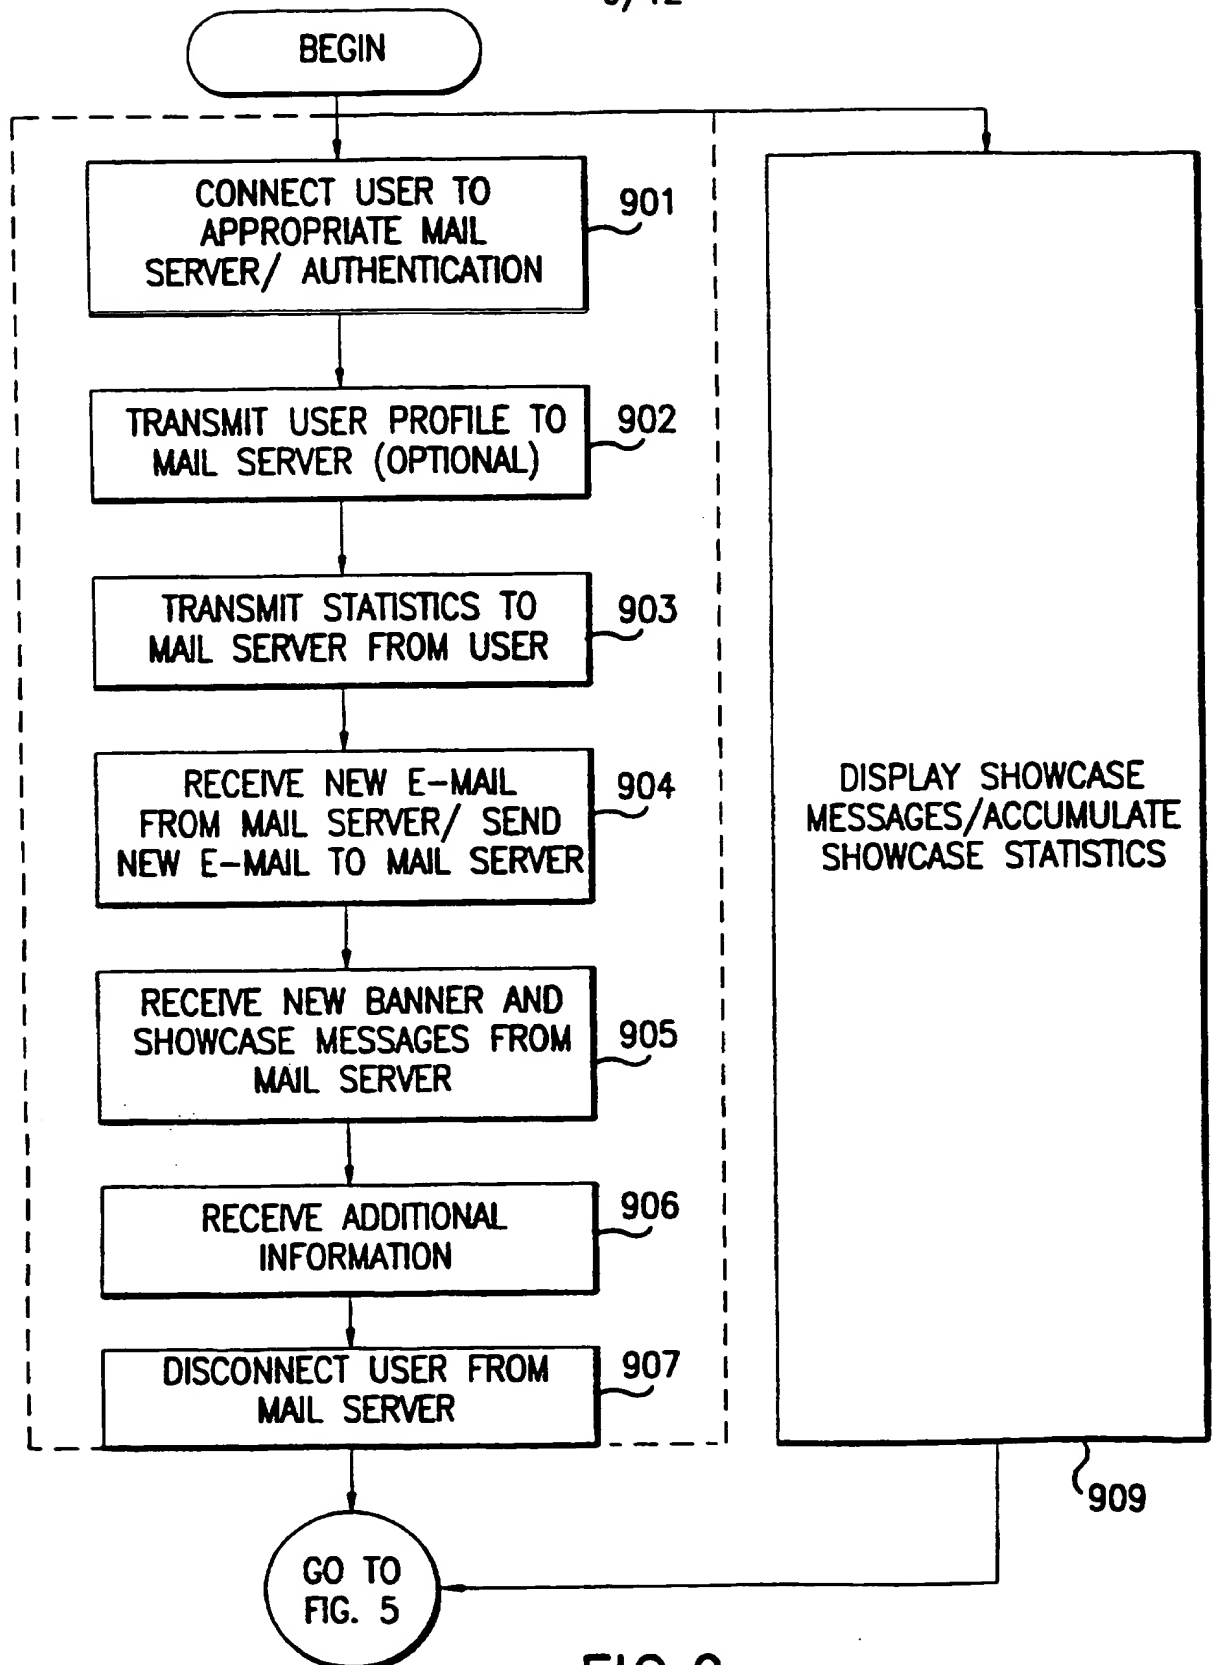 BEGIN
CONNECT USER TO
APPROPRIATE MAIL
SERVER/ AUTHENTICATION
901
TRANSMIT USER PROFILE TO
MAIL SERVER (OPTIONAL)
902
TRANSMIT STATISTICS TO
MAIL SERVER FROM USER
903
RECEIVE NEW E-MAIL
FROM MAIL SERVER/ SEND
NEW E-MAIL TO MAIL SERVER
904
RECEIVE NEW BANNER AND
SHOWCASE MESSAGES FROM
MAIL SERVER
905
RECEIVE ADDITIONAL
INFORMATION
906
DISCONNECT USER FROM
MAIL SERVER
907
DISPLAY SHOWCASE
MESSAGES/ACCUMULATE
SHOWCASE STATISTICS
909
GO TO
FIG. 5